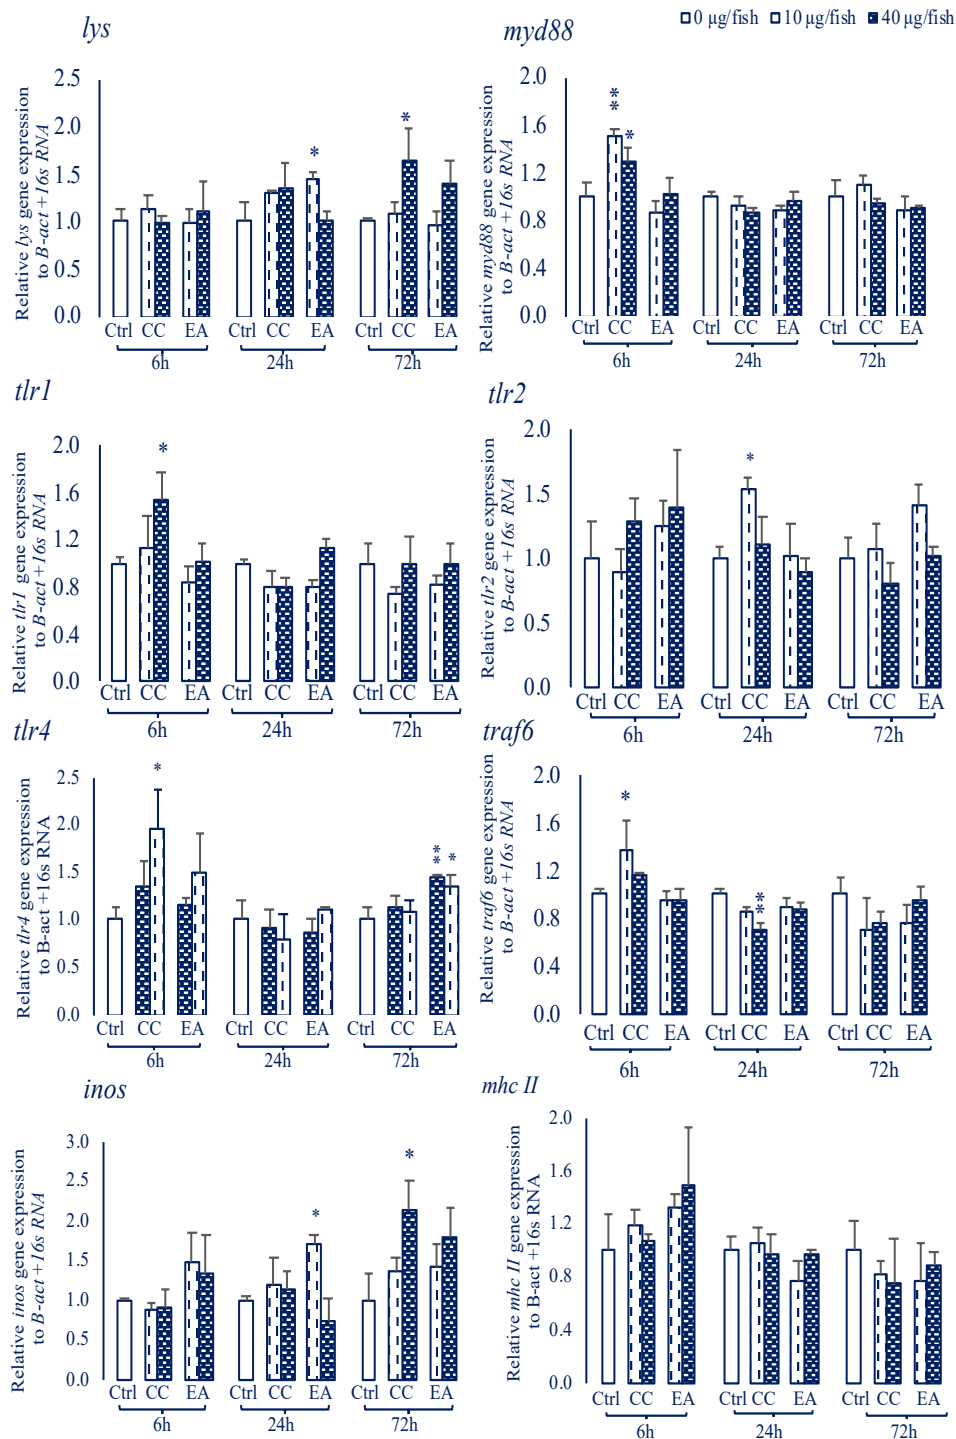 0 µg/fish 10 µg/fish 40 µg/fish
lys
Relative lys gene expression
to B-act +16s RNA
2.5
2.0
1.5
1.0
0.5
0.0
*
*
Ctrl CC EA Ctrl CC EA Ctrl CC EA
6h 24h 72h
myd88
Relative myd88 gene expression
to B-act +16s RNA
2.0
1.6
1.2
0.8
0.4
0.0
**
*
Ctrl CC EA Ctrl CC EA Ctrl CC EA
6h 24h 72h
tlr1
Relative tlr1 gene expression
to B-act +16s RNA
2.0
1.6
1.2
0.8
0.4
0.0
*
Ctrl CC EA Ctrl CC EA Ctrl CC EA
6h 24h 72h
tlr2
Relative tlr2 gene expression
to B-act +16s RNA
2.0
1.5
1.0
0.5
0.0
*
Ctrl CC EA Ctrl CC EA Ctrl CC EA
6h 24h 72h
tlr4
Relative tlr4 gene expression
to B-act +16s RNA
2.5
2.0
1.5
1.0
0.5
0.0
*
**
*
Ctrl CC EA Ctrl CC EA Ctrl CC EA
6h 24h 72h
traf6
Relative traf6 gene expression
to B-act +16s RNA
2.0
1.6
1.2
0.8
0.4
0.0
*
**
Ctrl CC EA Ctrl CC EA Ctrl CC EA
6h 24h 72h
inos
Relative inos gene expression
to B-act +16s RNA
3.0
2.5
2.0
1.5
1.0
0.5
0.0
*
*
Ctrl CC EA Ctrl CC EA Ctrl CC EA
6h 24h 72h
mhc II
Relative mhc II gene expression
to B-act +16s RNA
2.0
1.6
1.2
0.8
0.4
0.0
Ctrl CC EA Ctrl CC EA Ctrl CC EA
6h 24h 72h